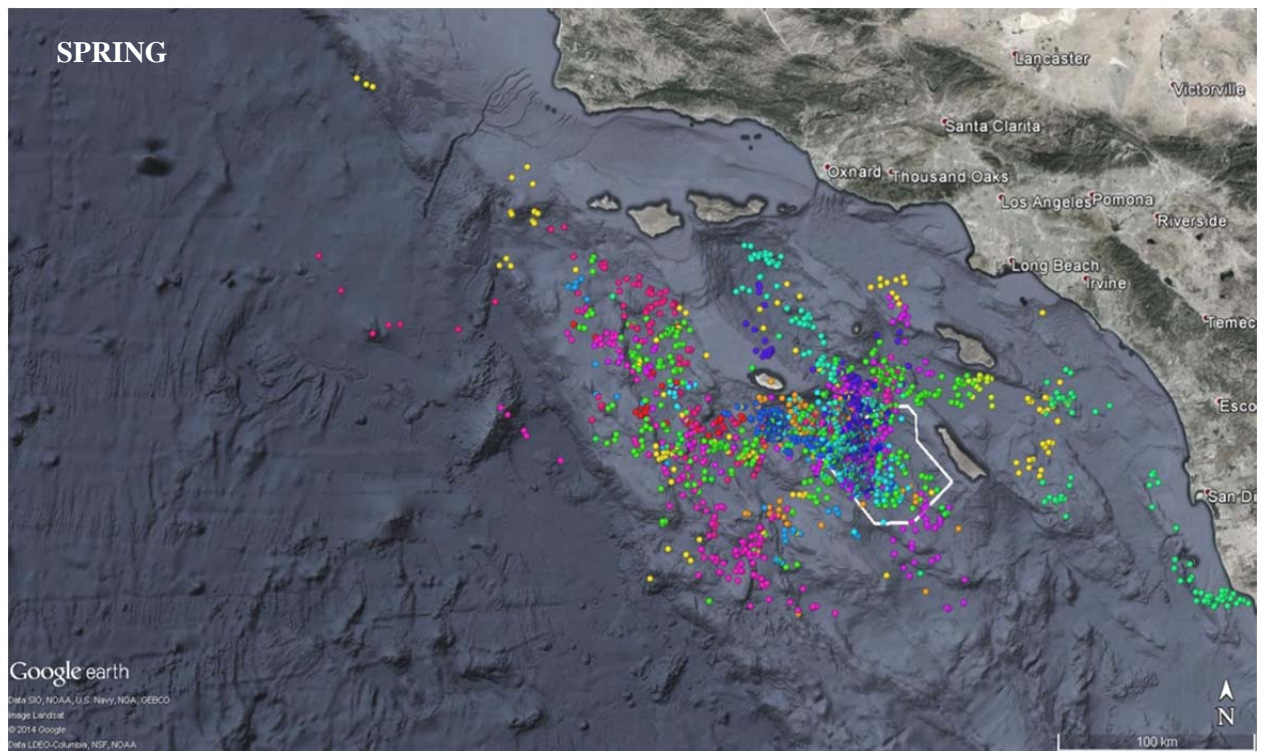 SPRING
Lancaster
Victorville
Santa Clarita
Oxnard
Thousand Oaks
Los Angeles
Pomona
Riverside
Long Beach
Irvine
Temec
Esco
San Di
Google earth
Data SIO, NOAA, U.S. Navy, NGA, GEBCO
Image Landsat
© 2014 Google
Data LDEO-Columbia, NSF, NOAA
N
100 km